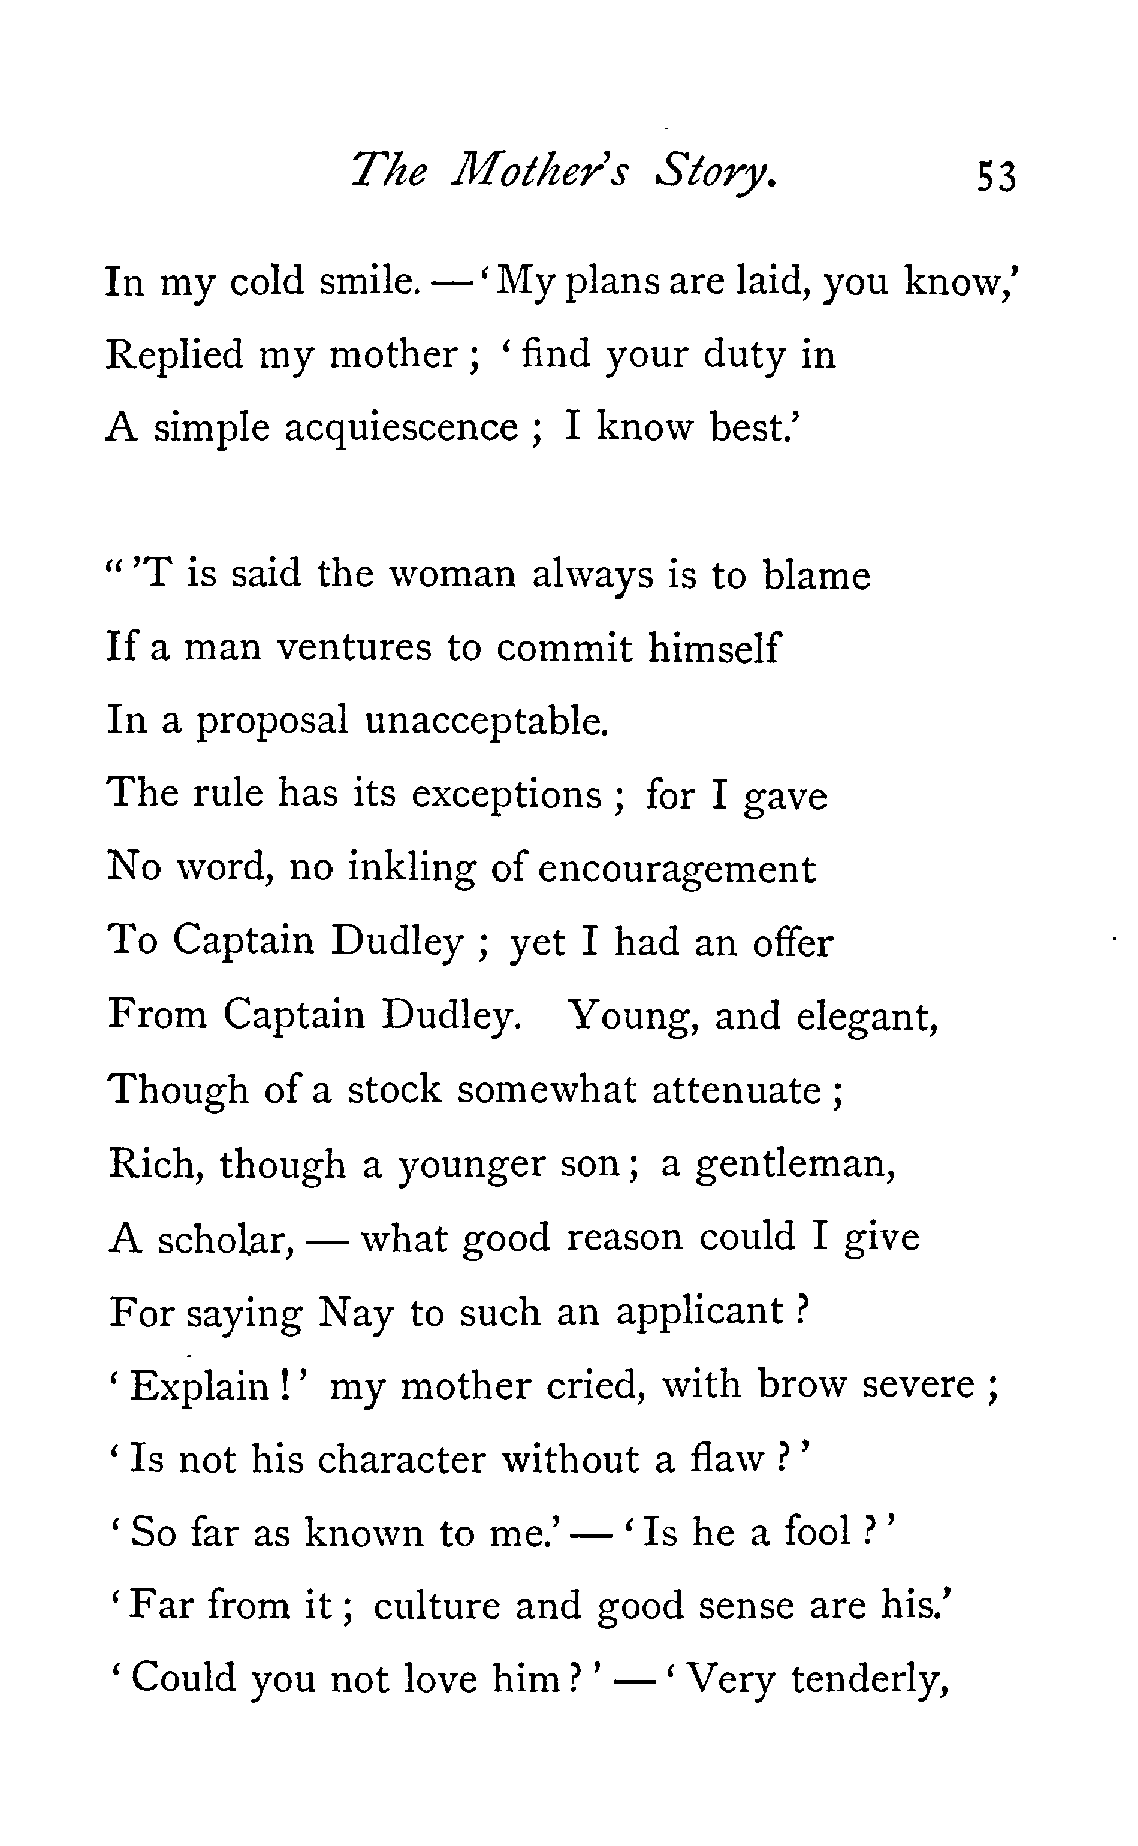 The Mother's Story. 53
In my cold smile. — ‘ My plans are laid, you know,’
Replied my mother ; ‘ find your duty in
A simple acquiescence ; I know best.’
“ ’T is said the woman always is to blame
If a man ventures to commit himself
In a proposal unacceptable.
The rule has its exceptions ; for I gave
No word, no inkling of encouragement
To Captain Dudley ; yet I had an offer
From Captain Dudley. Young, and elegant,
Though of a stock somewhat attenuate ;
Rich, though a younger son ; a gentleman,
A scholar, — what good reason could I give
For saying Nay to such an applicant ?
‘ Explain ! ’ my mother cried, with brow severe ;
‘ Is not his character without a flaw ? ’
‘ So far as known to me.’ — ‘ Is he a fool ? ’
‘ Far from it ; culture and good sense are his.’
‘ Could you not love him ? ’ — ‘ Very tenderly,